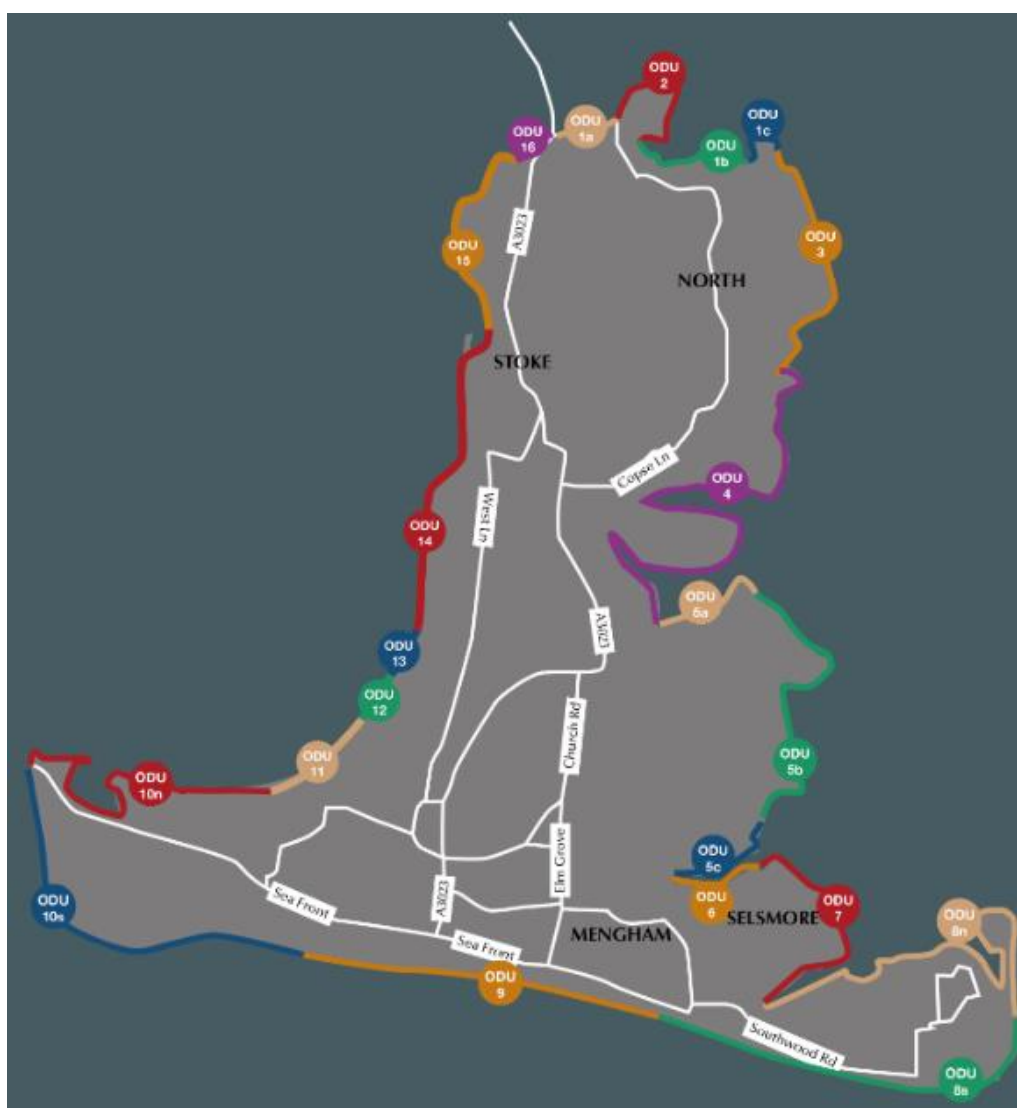 ODU
2
ODU
1c
ODU
1a
ODU
16
ODU
1b
A3023
ODU
3
ODU
15
NORTH
STOKE
Copse Ln
ODU
4
West Ln
ODU
14
ODU
5a
A3023
ODU
13
ODU
12
Church Rd
ODU
11
ODU
5b
ODU
10n
ODU
5c
Elm Grove
A3023
ODU
6
SELSMORE
ODU
7
Sea Front
ODU
10s
ODU
8n
MENGHAM
Sea Front
ODU
9
Southwood Rd
ODU
8s